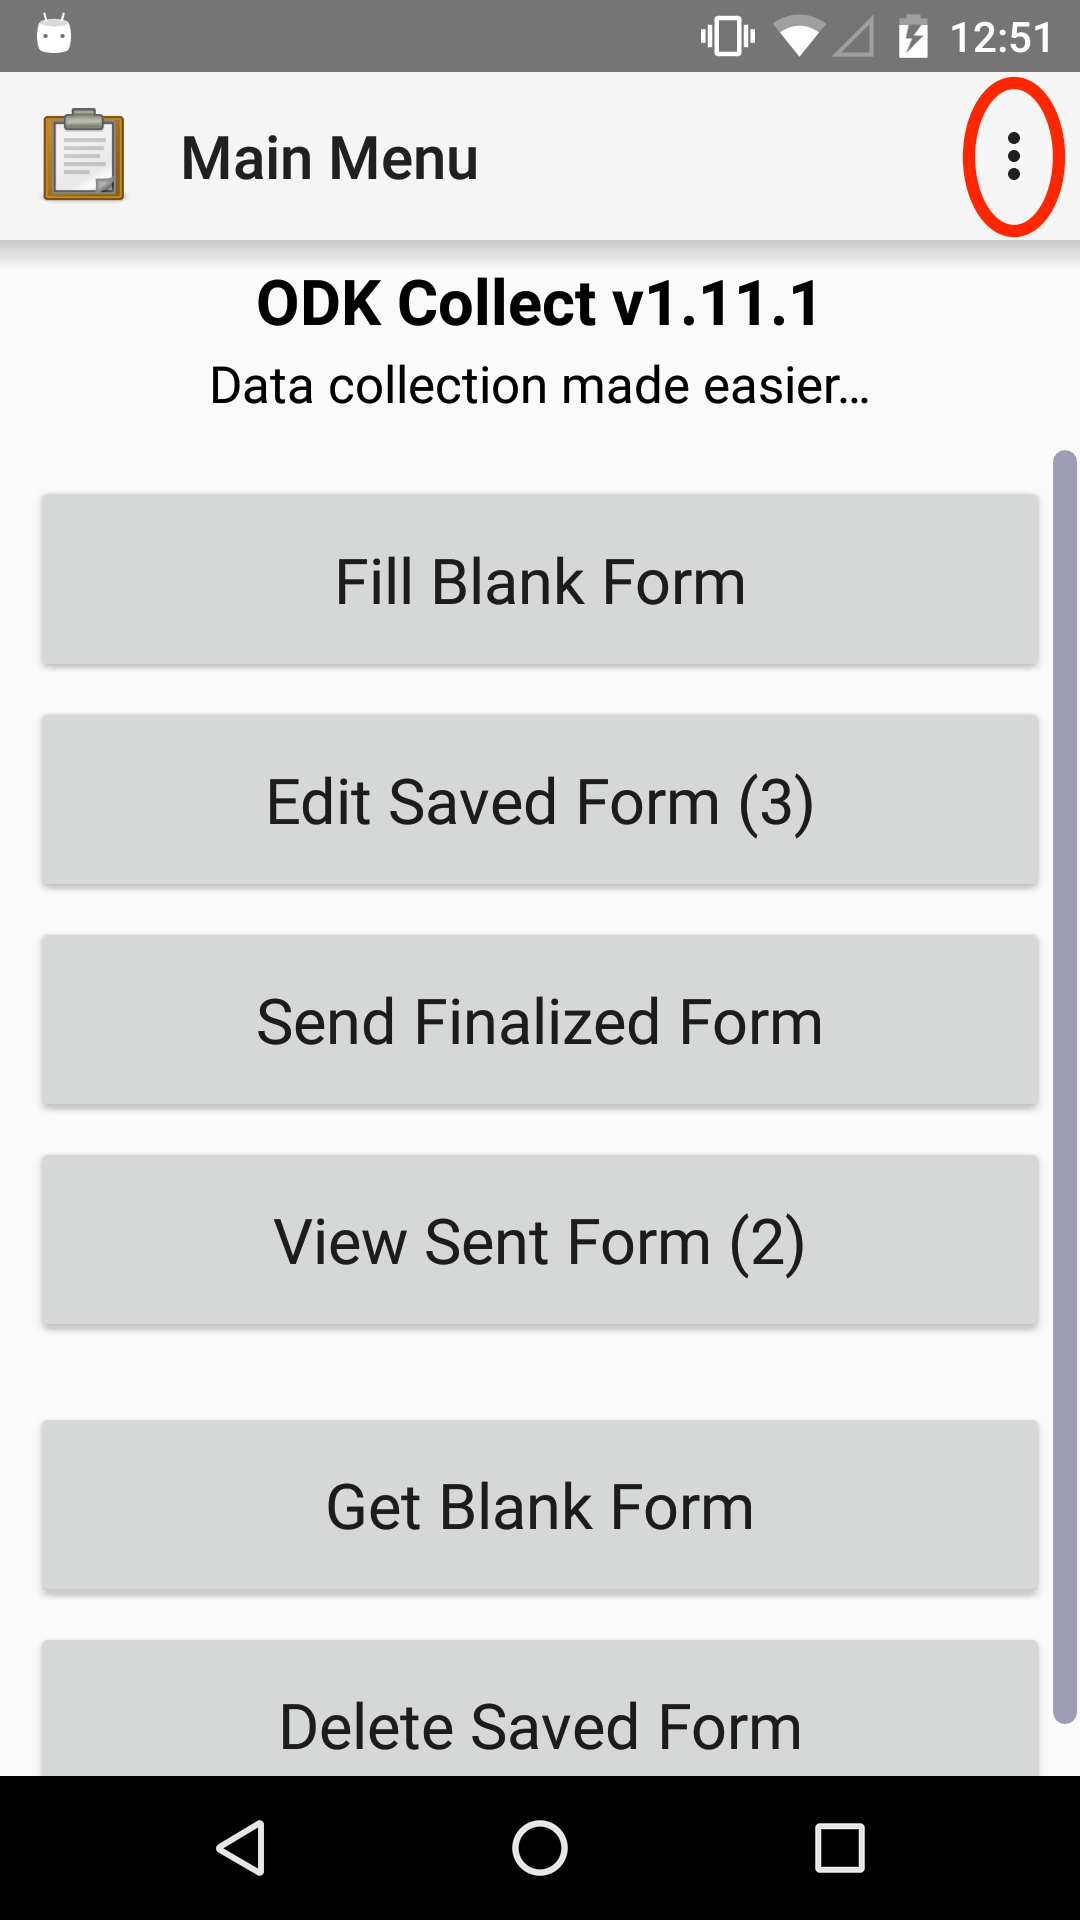 12:51
Main Menu
ODK Collect v1.11.1
Data collection made easier...
Fill Blank Form
Edit Saved Form (3)
Send Finalized Form
View Sent Form (2)
Get Blank Form
Delete Saved Form